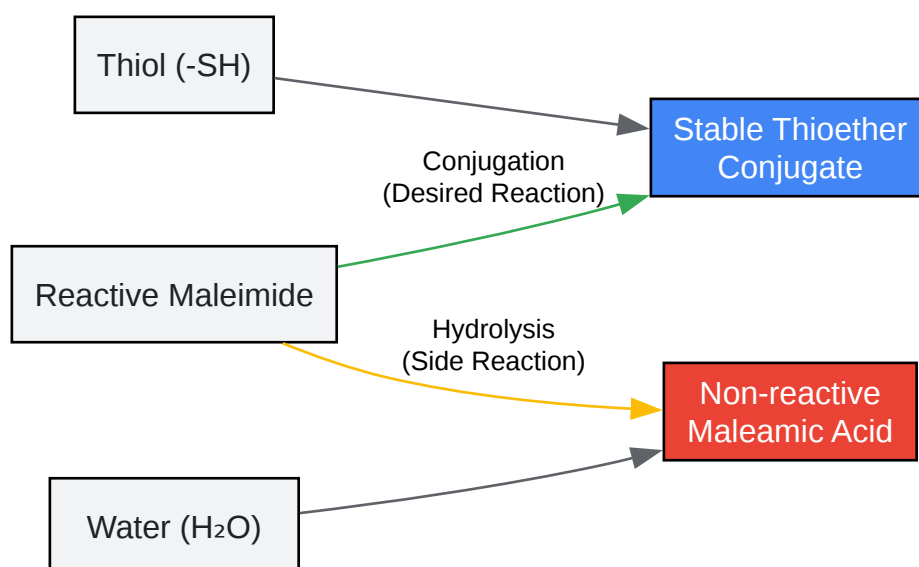 Thiol (-SH)
Stable Thioether
Conjugate
Conjugation
(Desired Reaction)
Reactive Maleimide
Hydrolysis
(Side Reaction)
Non-reactive
Maleamic Acid
Water (H₂O)